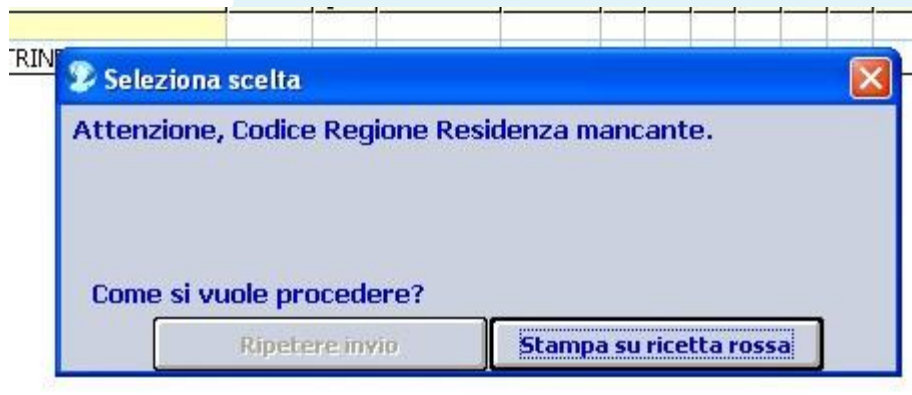 Seleziona scelta
Attenzione, Codice Regione Residenza mancante.
Come si vuole procedere?
Ripetere invio
Stampa su ricetta rossa